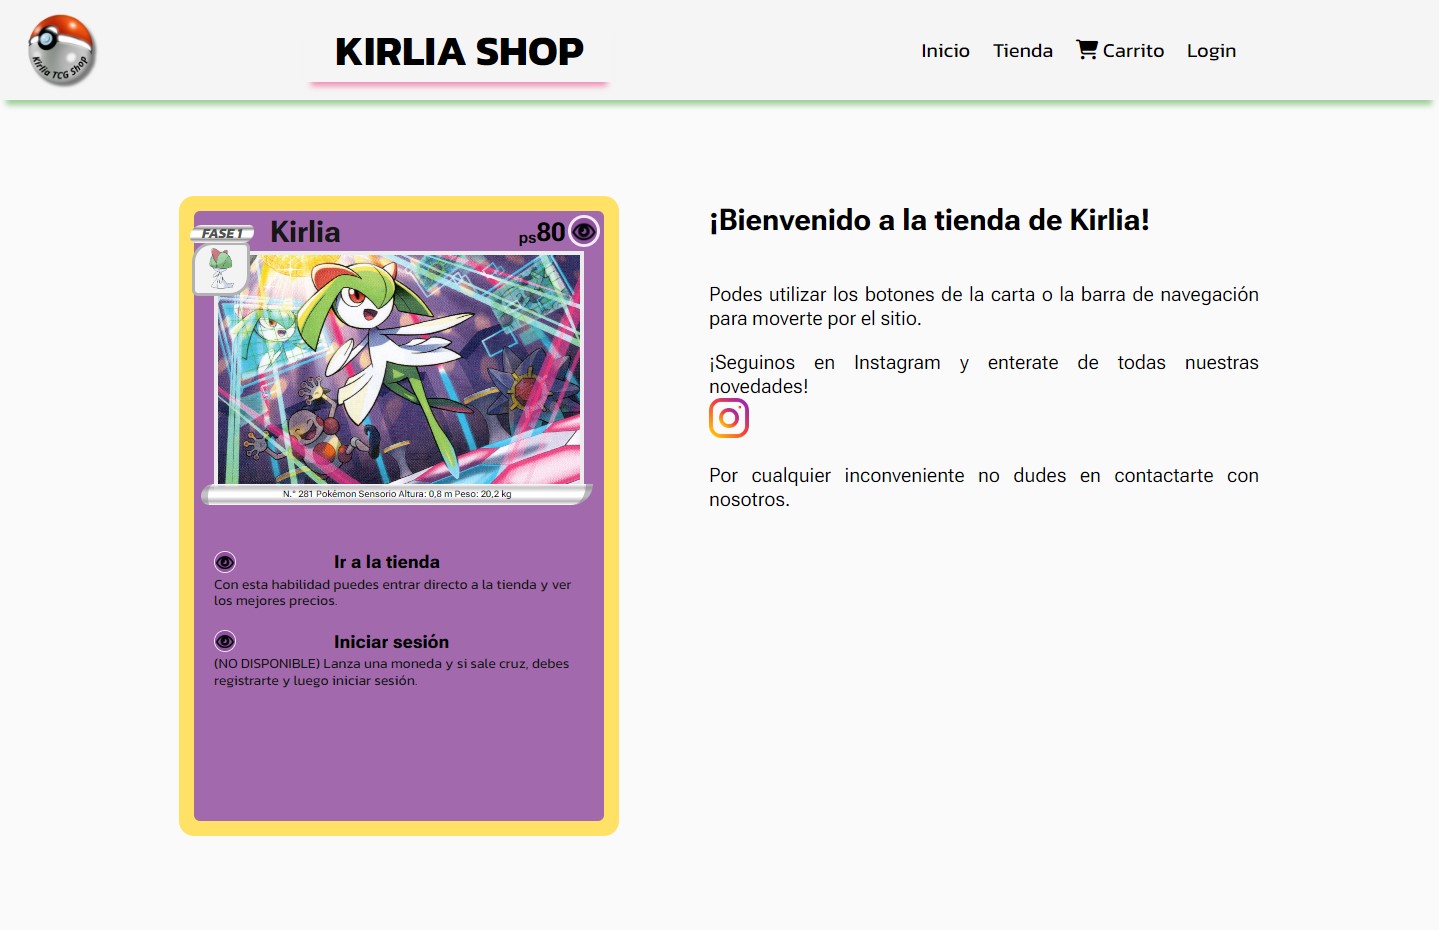 Kirlia TCG Shop
KIRLIA SHOP
Inicio Tienda Carrito Login
FASE 1 Kirlia ps80
N.° 281 Pokémon Sensorio Altura: 0,8 m Peso: 20,2 kg
Ir a la tienda
Con esta habilidad puedes entrar directo a la tienda y ver
los mejores precios.
Iniciar sesión
(NO DISPONIBLE) Lanza una moneda y si sale cruz, debes
registrarte y luego iniciar sesión.
¡Bienvenido a la tienda de Kirlia!
Podes utilizar los botones de la carta o la barra de navegación
para moverte por el sitio.
¡Seguinos en Instagram y enterate de todas nuestras
novedades!
Por cualquier inconveniente no dudes en contactarte con
nosotros.